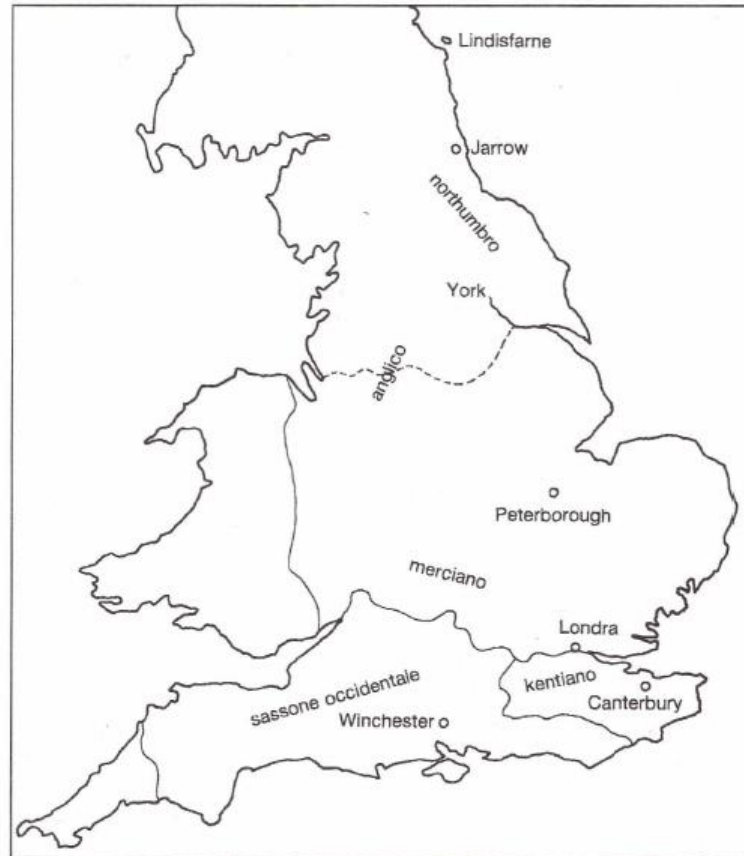 Lindisfarne
Jarrow
northumbro
York
anglico
Peterborough
merciano
Londra
kentiano
Canterbury
sassone occidentale
Winchester